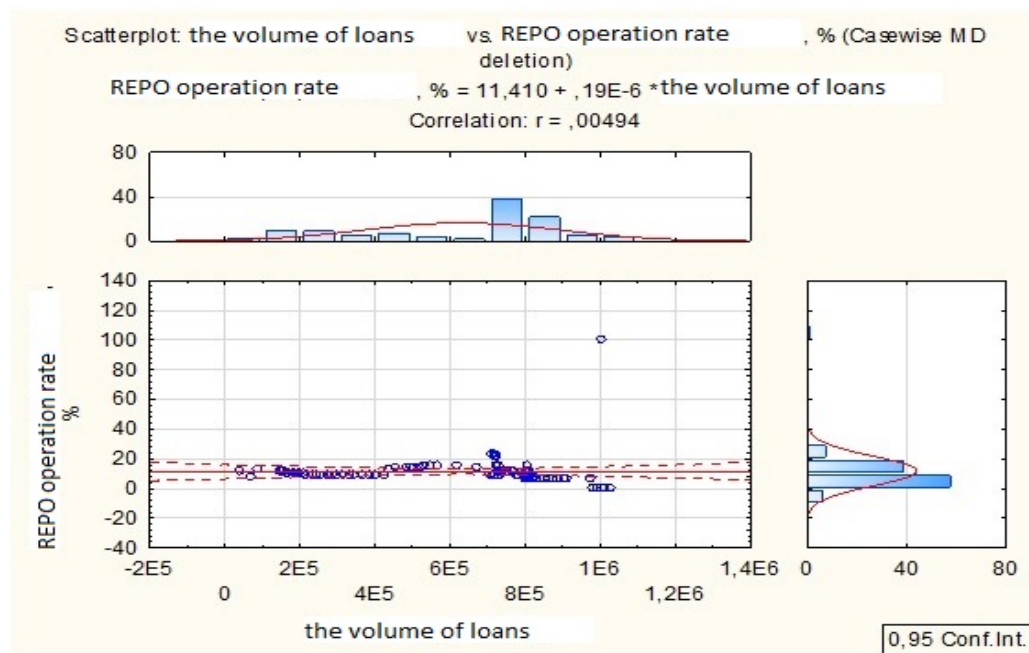 Scatterplot: the volume of loans vs. REPO operation rate , % (Casewise MD
deletion)
REPO operation rate , % = 11,410 + ,19E-6 *the volume of loans
Correlation: r = ,00494
80
40
0
140
120
100
80
60
40
20
0
-20
-40
REPO operation rate
%
-2E5 2E5 6E5 1E6 1,4E6
0 4E5 8E5 1,2E6
the volume of loans
0 40 80
0,95 Conf.Int.